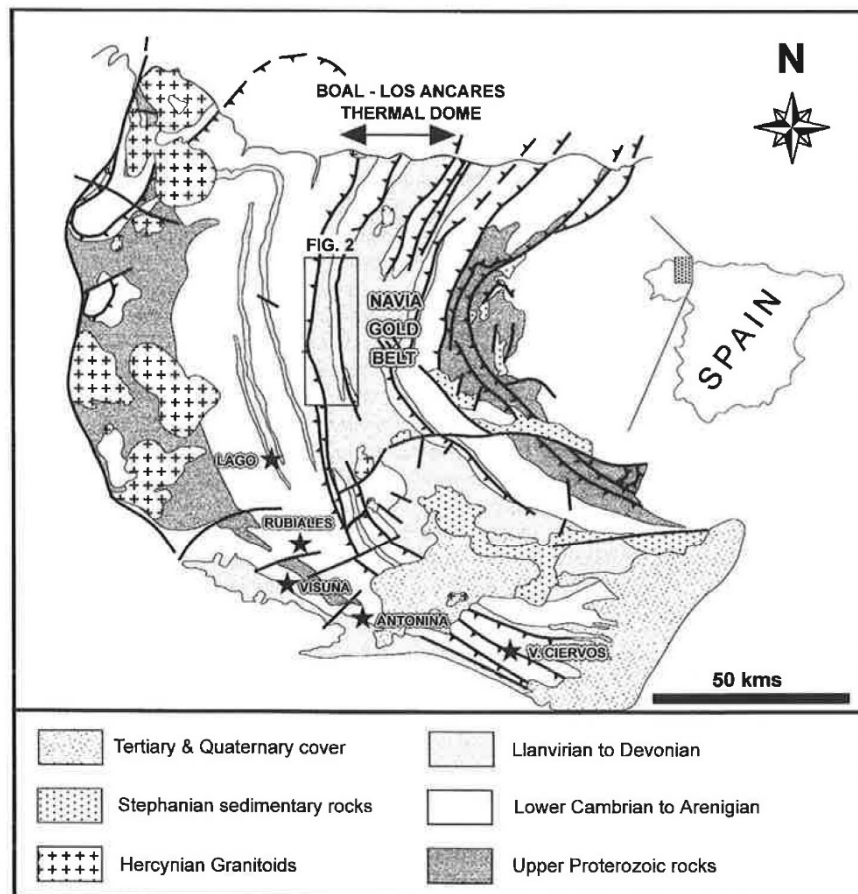 BOAL - LOS ANCARES
THERMAL DOME
N
FIG. 2
NAVIA
GOLD
BELT
SPAIN
LAGO
RUBIALES
VISUÑA
ANTONINA
V. CIERVOS
50 kms
Tertiary & Quaternary cover
Llanvirian to Devonian
Stephanian sedimentary rocks
Lower Cambrian to Arenigian
Hercynian Granitoids
Upper Proterozoic rocks